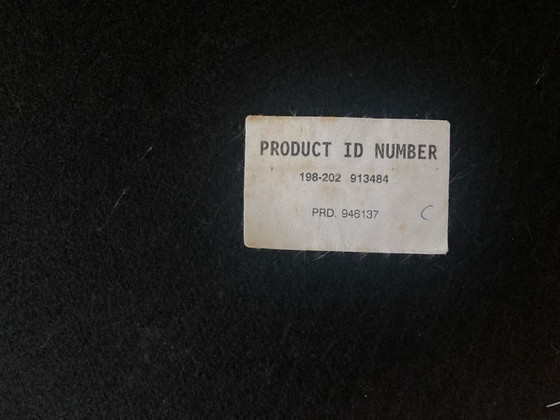 PRODUCT ID NUMBER
198-202 913484
PRD. 946137 C